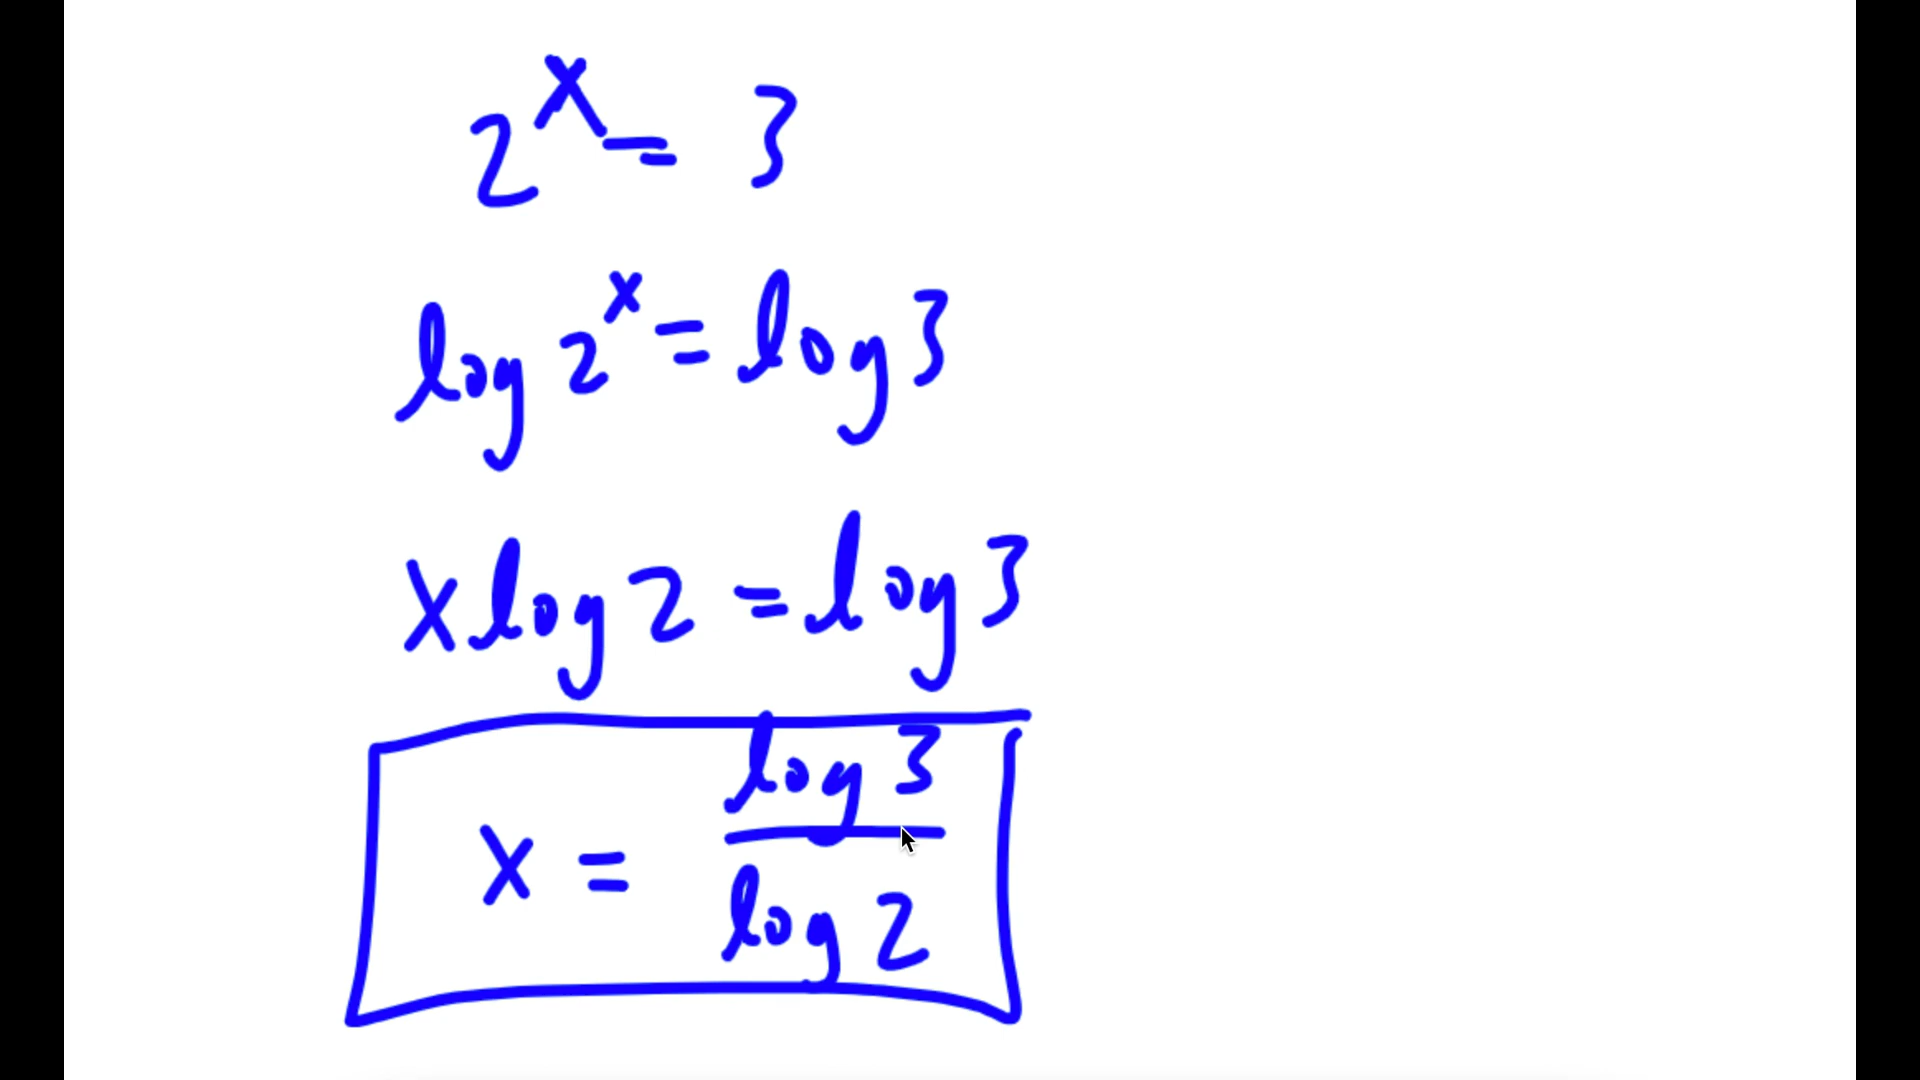 2^x = 3
log 2^x = log 3
x log 2 = log 3
x = log 3 / log 2